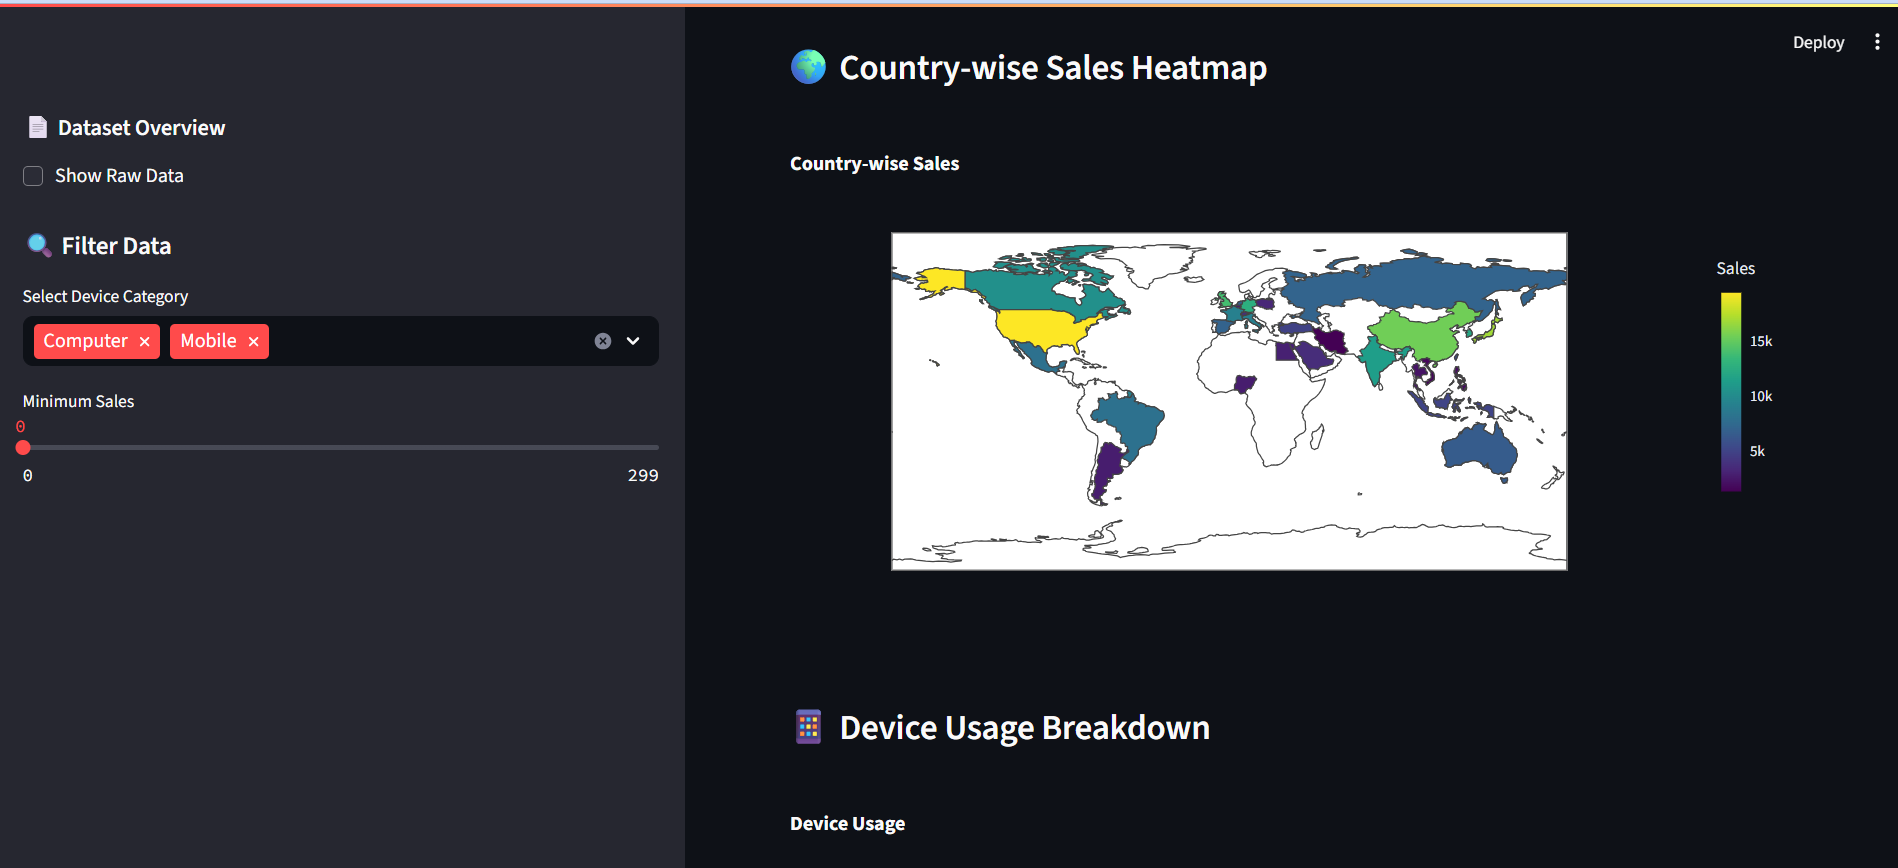 Deploy
Dataset Overview
Show Raw Data
Filter Data
Select Device Category
Computer
Mobile
Minimum Sales
0
0
299
Country-wise Sales Heatmap
Country-wise Sales
Sales
15k
10k
5k
Device Usage Breakdown
Device Usage